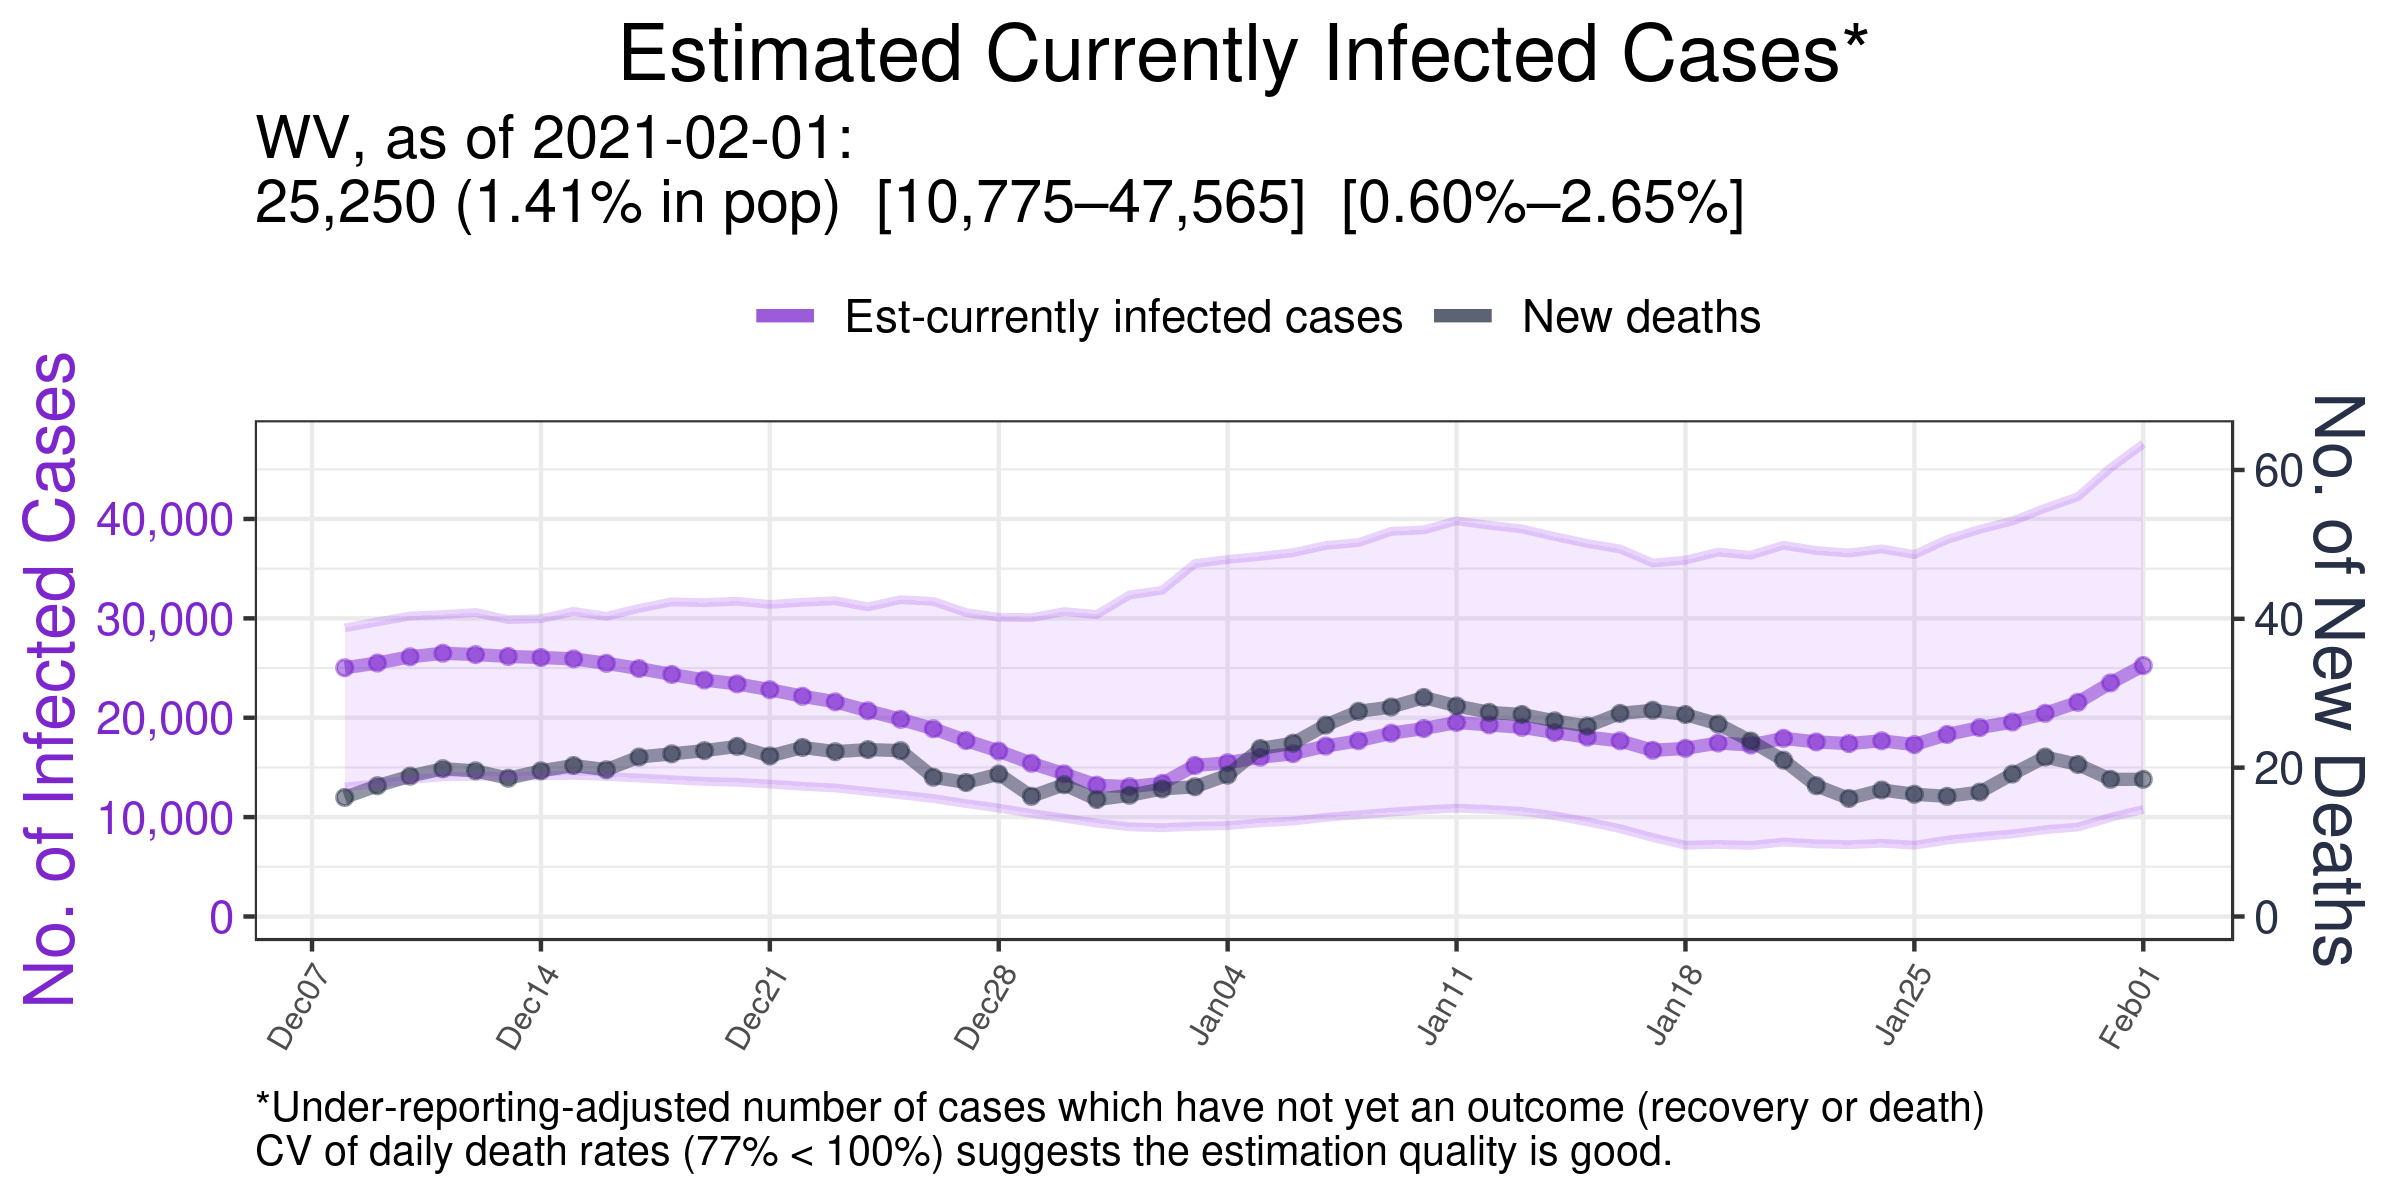 Estimated Currently Infected Cases*
WV, as of 2021-02-01:
25,250 (1.41% in pop)  [10,775–47,565]  [0.60%–2.65%]
Est-currently infected cases
New deaths
No. of Infected Cases
40,000
30,000
20,000
10,000
0
60
40
20
0
No. of New Deaths
Dec07
Dec14
Dec21
Dec28
Jan04
Jan11
Jan18
Jan25
Feb01
*Under-reporting-adjusted number of cases which have not yet an outcome (recovery or death)
CV of daily death rates (77% < 100%) suggests the estimation quality is good.